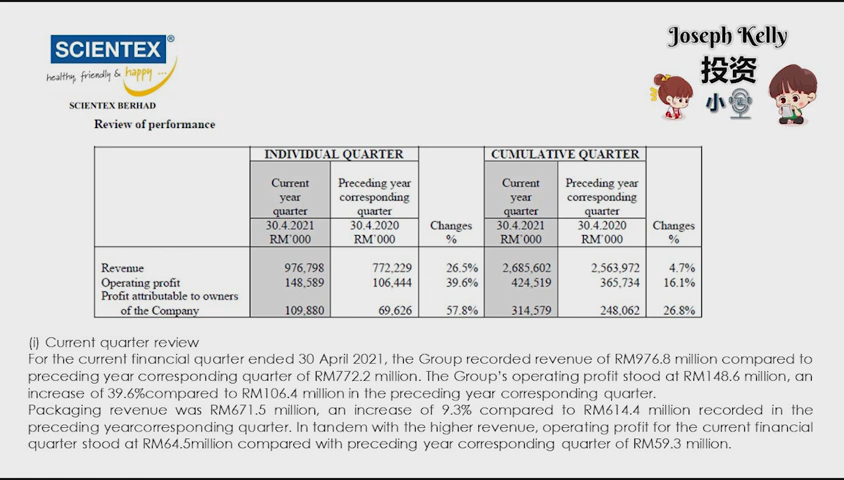 SCIENTEX®
healthy, friendly & happy ...
SCIENTEX BERHAD
Joseph Kelly
投资
小
Review of performance
INDIVIDUAL QUARTER CUMULATIVE QUARTER
Current Preceding year Current Preceding year
year corresponding year corresponding
quarter quarter quarter quarter
30.4.2021 30.4.2020 Changes 30.4.2021 30.4.2020 Changes
RM'000 RM'000 % RM'000 RM'000 %
Revenue 976,798 772,229 26.5% 2,685,602 2,563,972 4.7%
Operating profit 148,589 106,444 39.6% 424,519 365,734 16.1%
Profit attributable to owners
of the Company 109,880 69,626 57.8% 314,579 248,062 26.8%
(i) Current quarter review
For the current financial quarter ended 30 April 2021, the Group recorded revenue of RM976.8 million compared to
preceding year corresponding quarter of RM772.2 million. The Group's operating profit stood at RM148.6 million, an
increase of 39.6%compared to RM106.4 million in the preceding year corresponding quarter.
Packaging revenue was RM671.5 million, an increase of 9.3% compared to RM614.4 million recorded in the
preceding yearcorresponding quarter. In tandem with the higher revenue, operating profit for the current financial
quarter stood at RM64.5million compared with preceding year corresponding quarter of RM59.3 million.